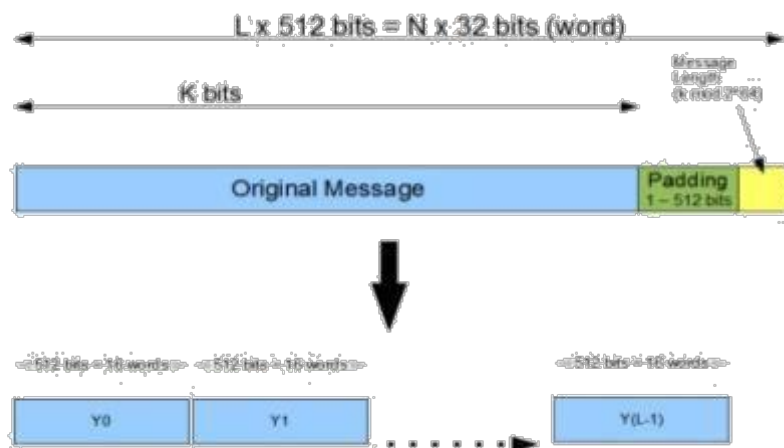 L x 512 bits = N x 32 bits (word)
Message
Length
(k mod 2^64)
K bits
Original Message
Padding
1 – 512 bits
512 bits = 16 words
512 bits = 16 words
512 bits = 16 words
Y0
Y1
Y(L-1)